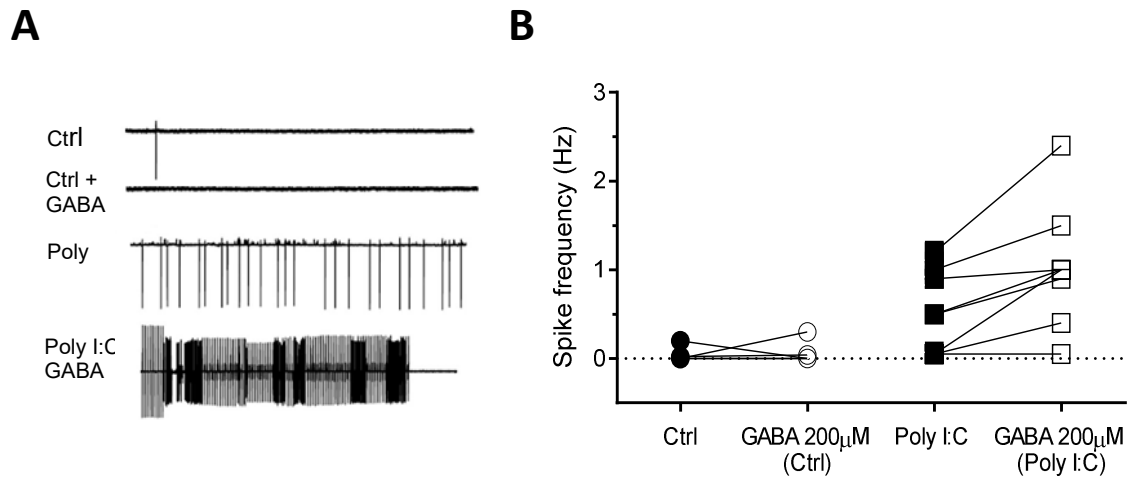 A
B
Ctrl
Ctrl +
GABA
Poly
Poly I:C
GABA
Spike frequency (Hz)
3
2
1
0
Ctrl
GABA 200μM
(Ctrl)
Poly I:C
GABA 200μM
(Poly I:C)